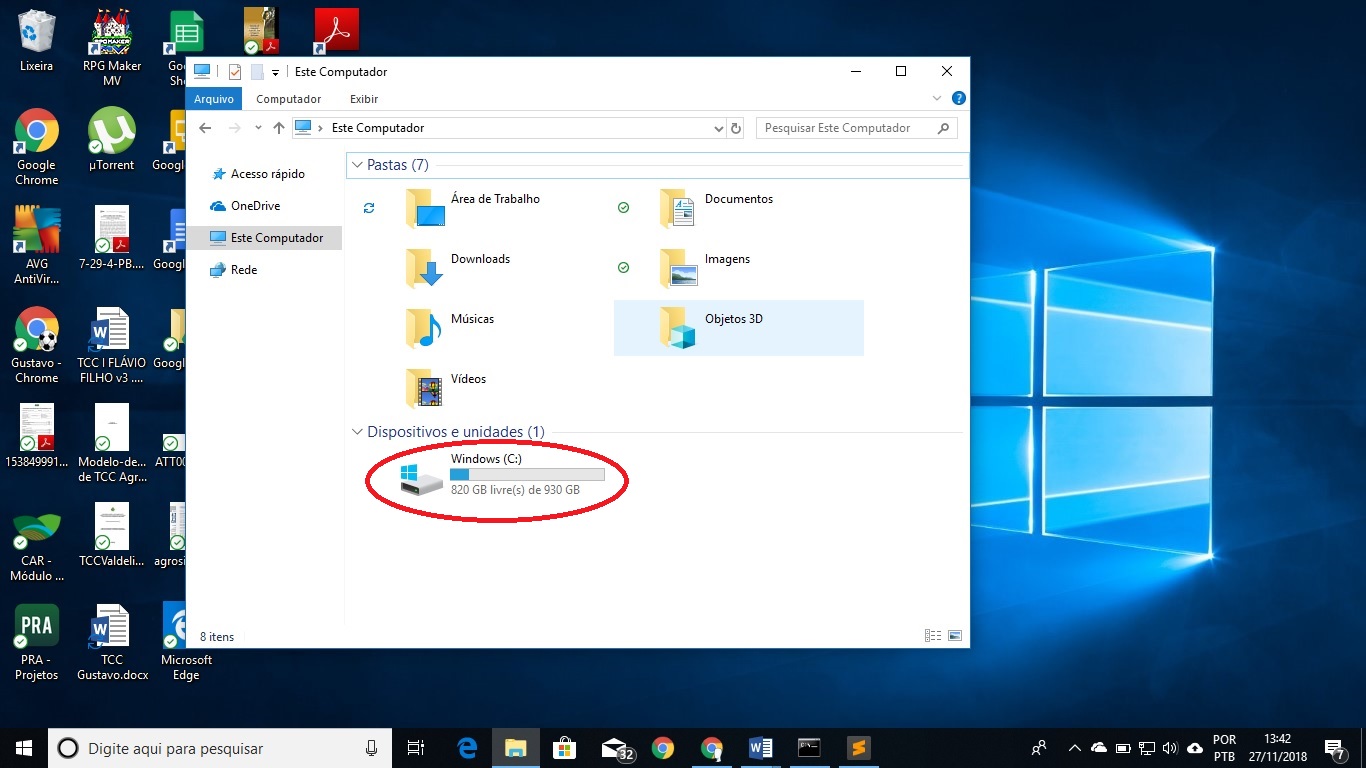 Lixeira
RPG Maker
MV
Goo
Sh
Google
Chrome
µTorrent
Google
AVG
AntiVir...
7-29-4-PB....
Google
Gustavo -
Chrome
TCC I FLÁVIO
FILHO v3 ....
Google
153849991...
Modelo-de...
de TCC Agr...
ATT00
CAR -
Módulo ...
TCCValdeli...
agrosi
PRA
PRA -
Projetos
TCC
Gustavo.docx
Microsoft
Edge
Este Computador
Arquivo
Computador
Exibir
Este Computador
Pesquisar Este Computador
Acesso rápido
OneDrive
Este Computador
Rede
Pastas (7)
Área de Trabalho
Documentos
Downloads
Imagens
Músicas
Objetos 3D
Vídeos
Dispositivos e unidades (1)
Windows (C:)
820 GB livre(s) de 930 GB
8 itens
Digite aqui para pesquisar
32
POR
PTB
13:42
27/11/2018
7